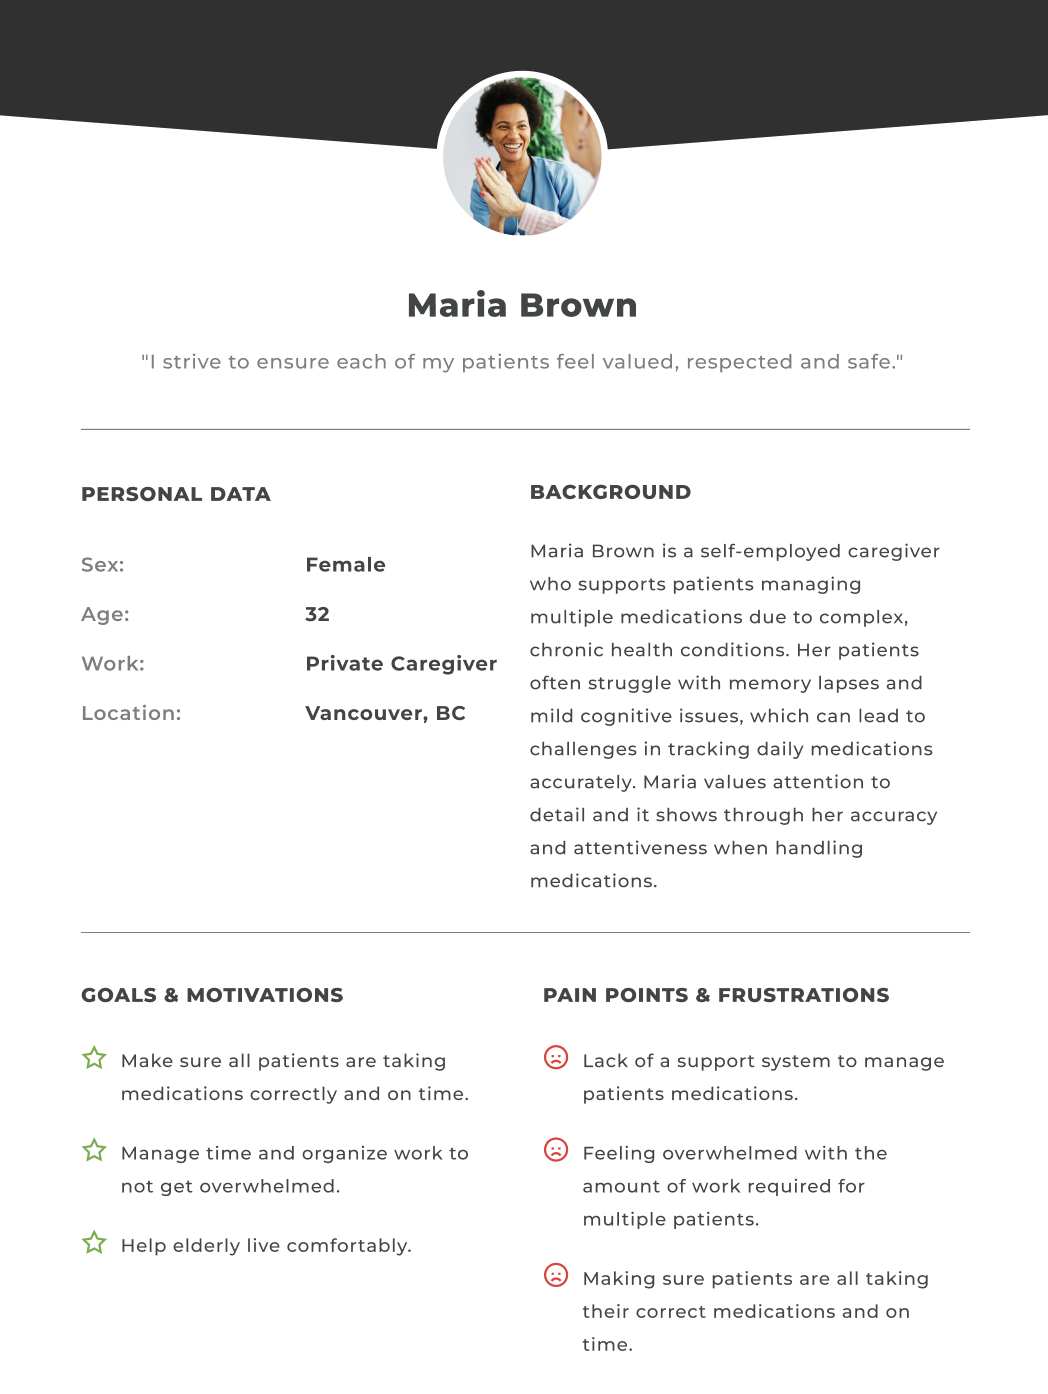 Maria Brown
"I strive to ensure each of my patients feel valued, respected and safe."
PERSONAL DATA
Sex: Female
Age: 32
Work: Private Caregiver
Location: Vancouver, BC
BACKGROUND
Maria Brown is a self-employed caregiver
who supports patients managing
multiple medications due to complex,
chronic health conditions. Her patients
often struggle with memory lapses and
mild cognitive issues, which can lead to
challenges in tracking daily medications
accurately. Maria values attention to
detail and it shows through her accuracy
and attentiveness when handling
medications.
GOALS & MOTIVATIONS
Make sure all patients are taking
medications correctly and on time.
Manage time and organize work to
not get overwhelmed.
Help elderly live comfortably.
PAIN POINTS & FRUSTRATIONS
Lack of a support system to manage
patients medications.
Feeling overwhelmed with the
amount of work required for
multiple patients.
Making sure patients are all taking
their correct medications and on
time.